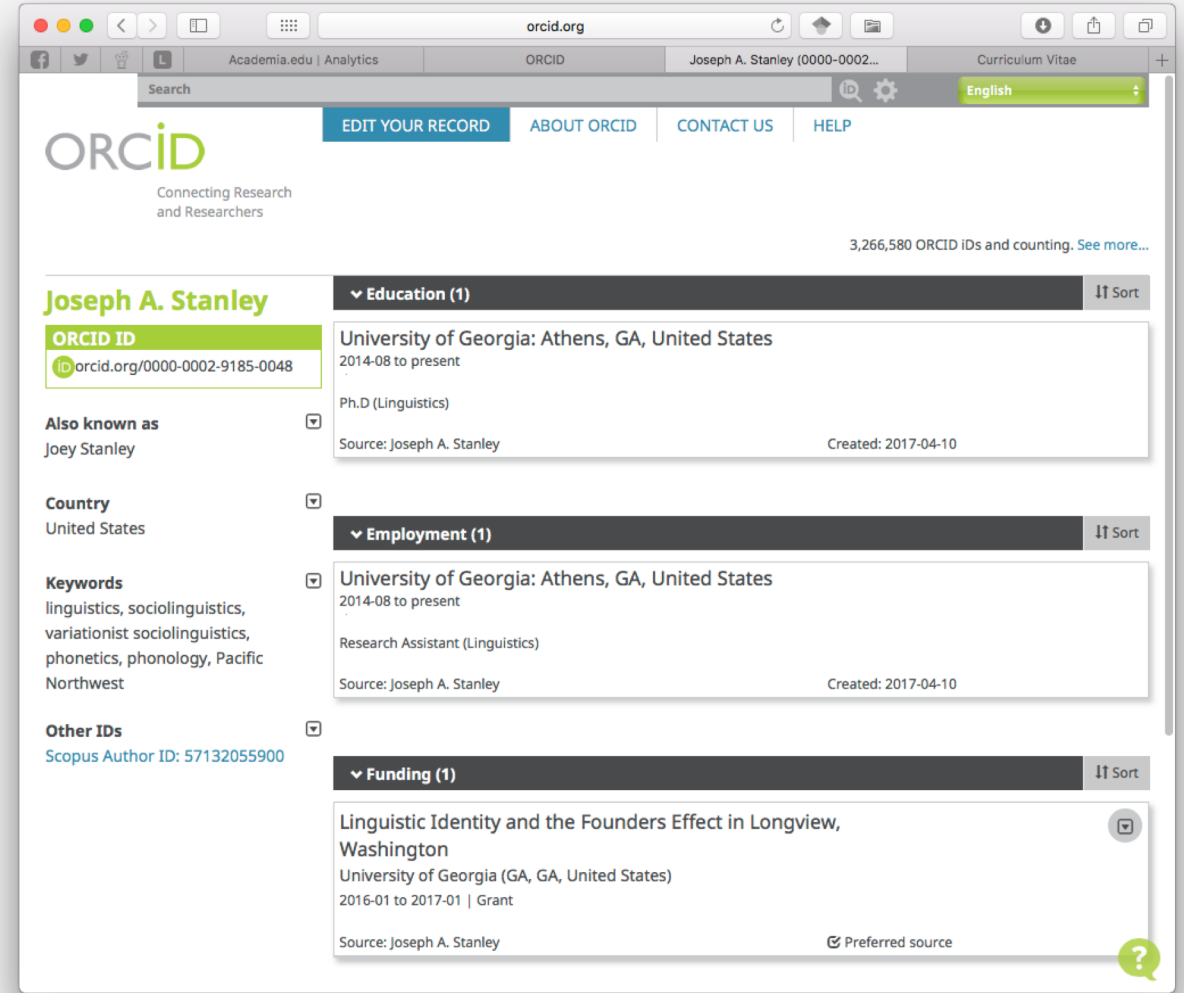 orcid.org
L
Academia.edu | Analytics
ORCID
Joseph A. Stanley (0000-0002...
Curriculum Vitae
+
Search
iD
English
EDIT YOUR RECORD
ABOUT ORCID
CONTACT US
HELP
ORCiD
Connecting Research
and Researchers
3,266,580 ORCID iDs and counting. See more...
Joseph A. Stanley
ORCID ID
iD orcid.org/0000-0002-9185-0048
Also known as
Joey Stanley
Country
United States
Keywords
linguistics, sociolinguistics,
variationist sociolinguistics,
phonetics, phonology, Pacific
Northwest
Other IDs
Scopus Author ID: 57132055900
Education (1)
Sort
University of Georgia: Athens, GA, United States
2014-08 to present
Ph.D (Linguistics)
Source: Joseph A. Stanley
Created: 2017-04-10
Employment (1)
Sort
University of Georgia: Athens, GA, United States
2014-08 to present
Research Assistant (Linguistics)
Source: Joseph A. Stanley
Created: 2017-04-10
Funding (1)
Sort
Linguistic Identity and the Founders Effect in Longview,
Washington
University of Georgia (GA, GA, United States)
2016-01 to 2017-01 | Grant
Source: Joseph A. Stanley
Preferred source
?